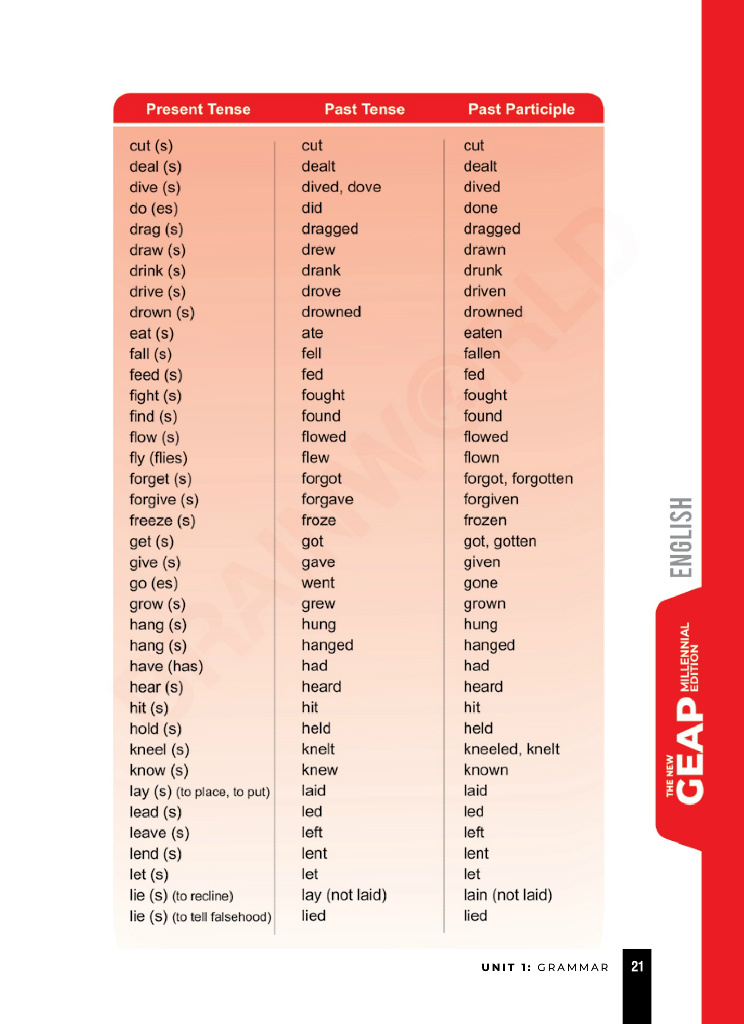 Present Tense Past Tense Past Participle
cut (s) cut cut
deal (s) dealt dealt
dive (s) dived, dove dived
do (es) did done
drag (s) dragged dragged
draw (s) drew drawn
drink (s) drank drunk
drive (s) drove driven
drown (s) drowned drowned
eat (s) ate eaten
fall (s) fell fallen
feed (s) fed fed
fight (s) fought fought
find (s) found found
flow (s) flowed flowed
fly (flies) flew flown
forget (s) forgot forgot, forgotten
forgive (s) forgave forgiven
freeze (s) froze frozen
get (s) got got, gotten
give (s) gave given
go (es) went gone
grow (s) grew grown
hang (s) hung hung
hang (s) hanged hanged
have (has) had had
hear (s) heard heard
hit (s) hit hit
hold (s) held held
kneel (s) knelt kneeled, knelt
know (s) knew known
lay (s) (to place, to put) laid laid
lead (s) led led
leave (s) left left
lend (s) lent lent
let (s) let let
lie (s) (to recline) lay (not laid) lain (not laid)
lie (s) (to tell falsehood) lied lied
BRAINWORLD
ENGLISH
THE NEW
GEAP
MILLENNIAL
EDITION
UNIT 1: GRAMMAR 21